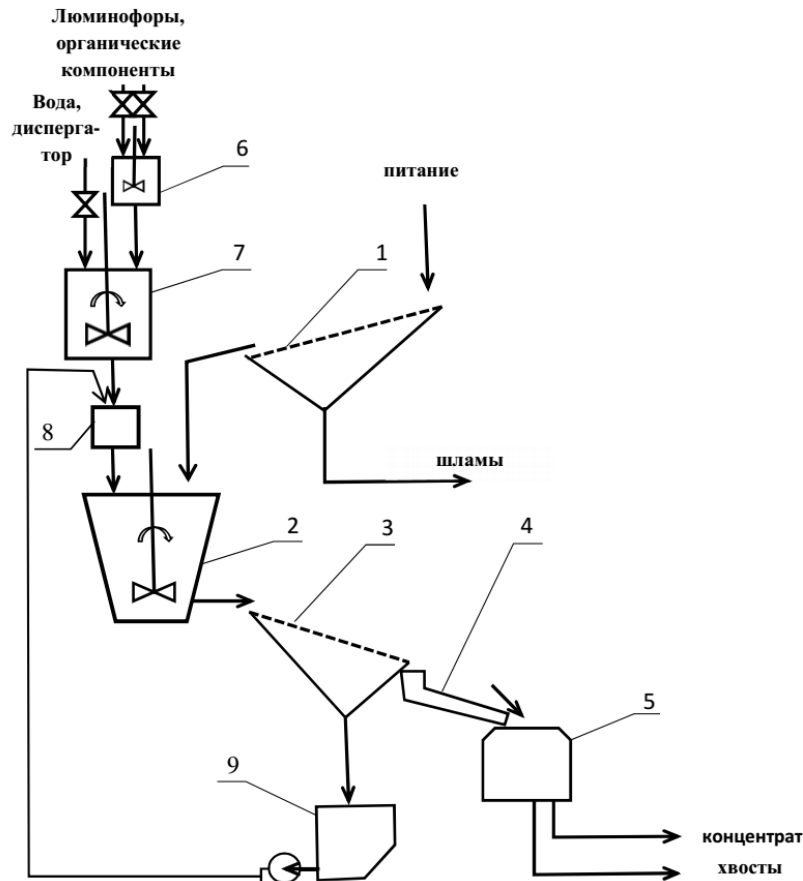 Люминофоры,
органические
компоненты
Вода,
дисперга-
тор
6
питание
7
1
8
шламы
2
3
4
5
9
концентрат
хвосты